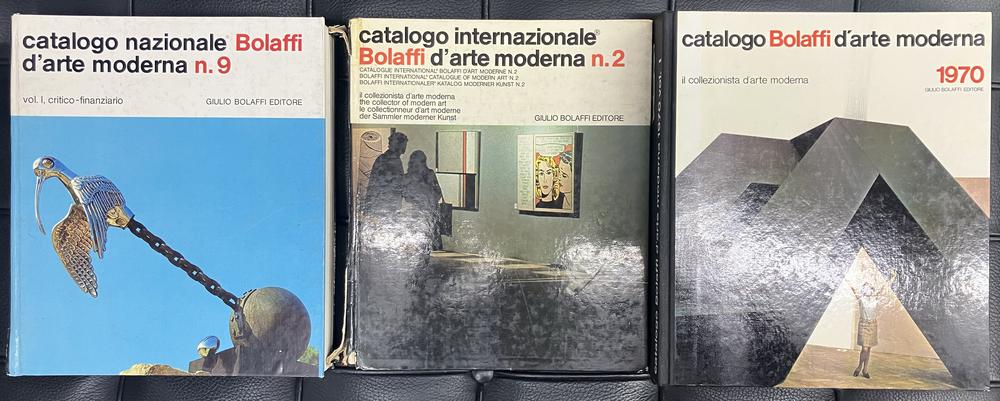 catalogo nazionale® Bolaffi
d'arte moderna n.9
vol. I, critico-finanziario
GIULIO BOLAFFI EDITORE
catalogo internazionale®
Bolaffi d'arte moderna n.2
CATALOGUE INTERNATIONAL® BOLAFFI D'ART MODERNE N.2
BOLAFFI INTERNATIONAL® CATALOGUE OF MODERN ART N.2
BOLAFFI INTERNATIONALER® KATALOG MODERNER KUNST N.2
il collezionista d'arte moderna
the collector of modern art
le collectionneur d'art moderne
der Sammler moderner Kunst
GIULIO BOLAFFI EDITORE
catalogo Bolaffi d'arte moderna
il collezionista d'arte moderna
1970
GIULIO BOLAFFI EDITORE